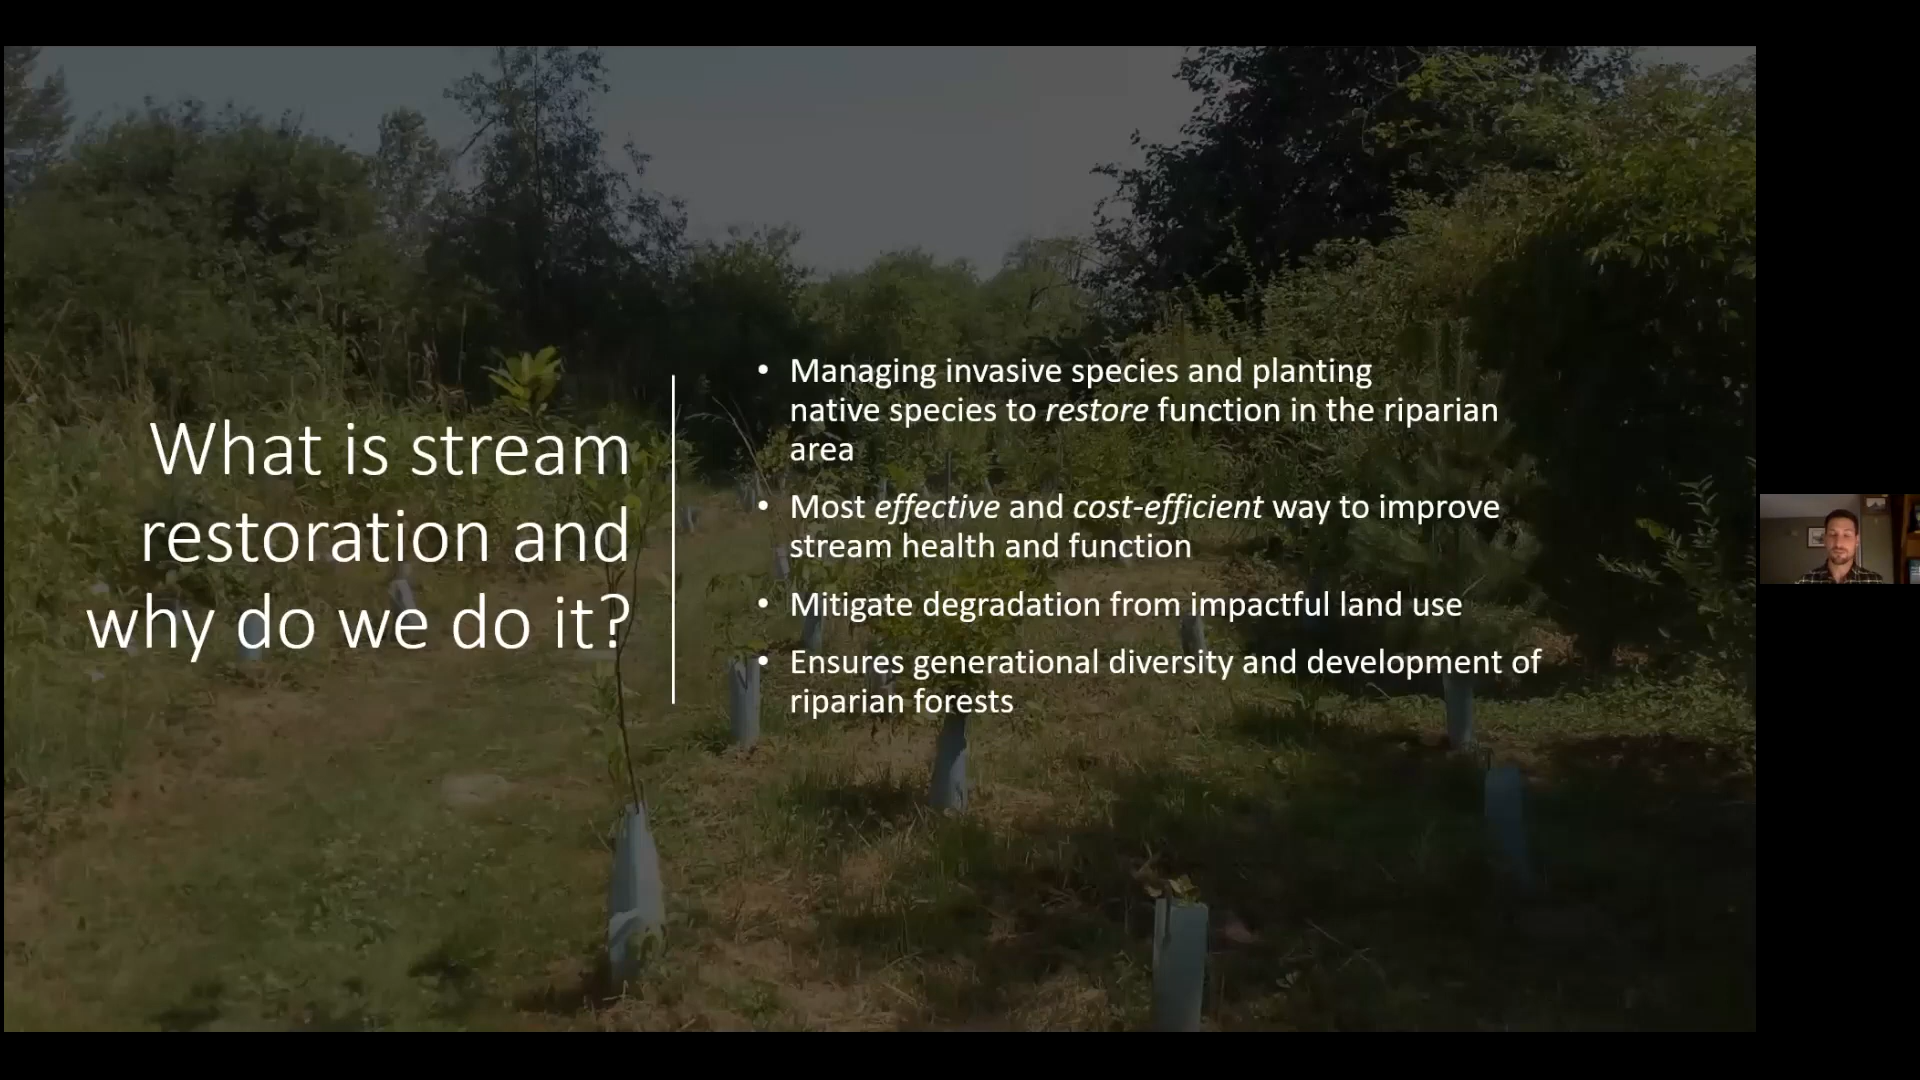 What is stream
restoration and
why do we do it?
• Managing invasive species and planting
native species to restore function in the riparian
area
• Most effective and cost-efficient way to improve
stream health and function
• Mitigate degradation from impactful land use
• Ensures generational diversity and development of
riparian forests